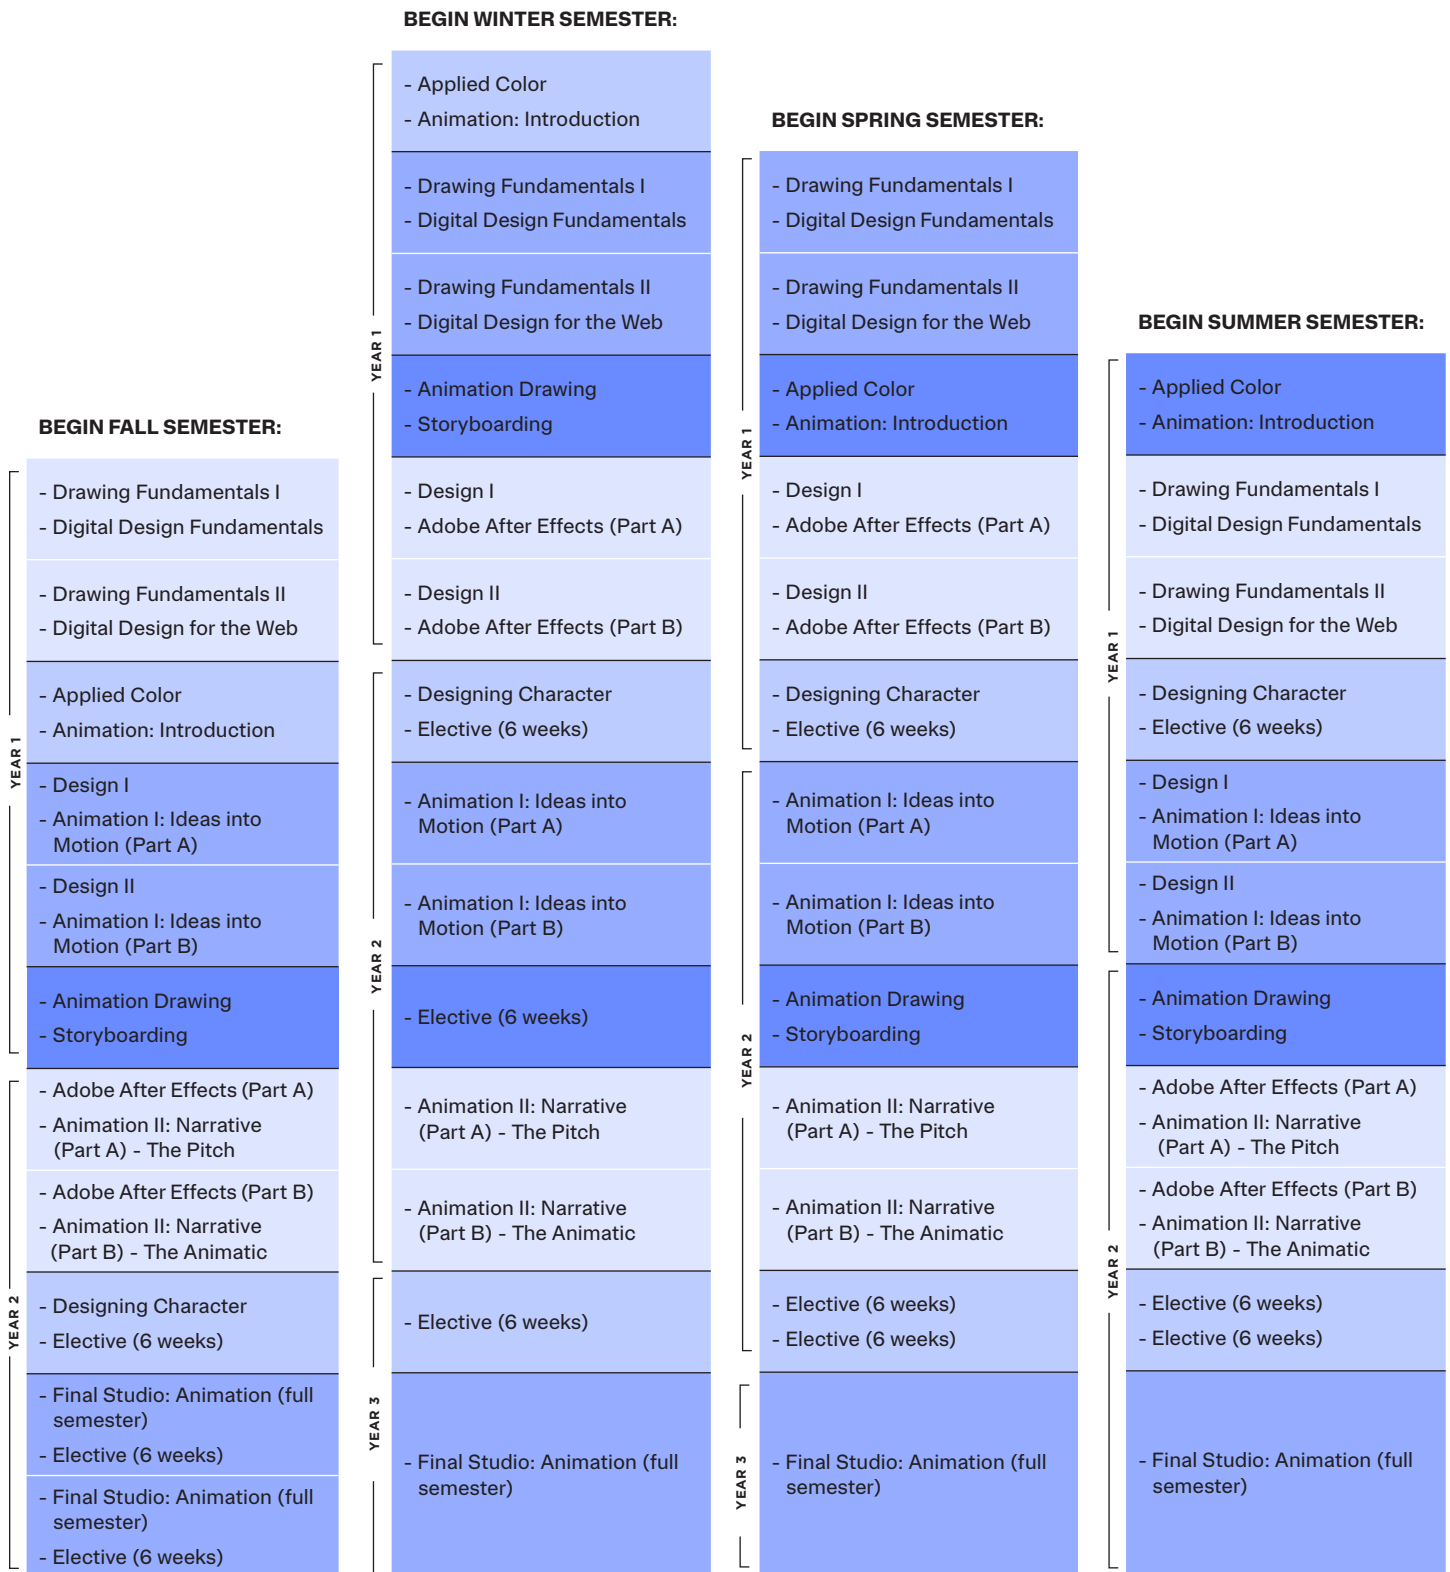 BEGIN FALL SEMESTER:
YEAR 1
- Drawing Fundamentals I
- Digital Design Fundamentals
- Drawing Fundamentals II
- Digital Design for the Web
- Applied Color
- Animation: Introduction
- Design I
- Animation I: Ideas into
Motion (Part A)
- Design II
- Animation I: Ideas into
Motion (Part B)
- Animation Drawing
- Storyboarding
YEAR 2
- Adobe After Effects (Part A)
- Animation II: Narrative
(Part A) - The Pitch
- Adobe After Effects (Part B)
- Animation II: Narrative
(Part B) - The Animatic
- Designing Character
- Elective (6 weeks)
- Final Studio: Animation (full
semester)
- Elective (6 weeks)
- Final Studio: Animation (full
semester)
- Elective (6 weeks)
BEGIN WINTER SEMESTER:
YEAR 1
- Applied Color
- Animation: Introduction
- Drawing Fundamentals I
- Digital Design Fundamentals
- Drawing Fundamentals II
- Digital Design for the Web
- Animation Drawing
- Storyboarding
- Design I
- Adobe After Effects (Part A)
- Design II
- Adobe After Effects (Part B)
YEAR 2
- Designing Character
- Elective (6 weeks)
- Animation I: Ideas into
Motion (Part A)
- Animation I: Ideas into
Motion (Part B)
- Elective (6 weeks)
- Animation II: Narrative
(Part A) - The Pitch
- Animation II: Narrative
(Part B) - The Animatic
YEAR 3
- Elective (6 weeks)
- Final Studio: Animation (full
semester)
BEGIN SPRING SEMESTER:
YEAR 1
- Drawing Fundamentals I
- Digital Design Fundamentals
- Drawing Fundamentals II
- Digital Design for the Web
- Applied Color
- Animation: Introduction
- Design I
- Adobe After Effects (Part A)
- Design II
- Adobe After Effects (Part B)
- Designing Character
- Elective (6 weeks)
YEAR 2
- Animation I: Ideas into
Motion (Part A)
- Animation I: Ideas into
Motion (Part B)
- Animation Drawing
- Storyboarding
- Animation II: Narrative
(Part A) - The Pitch
- Animation II: Narrative
(Part B) - The Animatic
- Elective (6 weeks)
- Elective (6 weeks)
YEAR 3
- Final Studio: Animation (full
semester)
BEGIN SUMMER SEMESTER:
YEAR 1
- Applied Color
- Animation: Introduction
- Drawing Fundamentals I
- Digital Design Fundamentals
- Drawing Fundamentals II
- Digital Design for the Web
- Designing Character
- Elective (6 weeks)
- Design I
- Animation I: Ideas into
Motion (Part A)
- Design II
- Animation I: Ideas into
Motion (Part B)
YEAR 2
- Animation Drawing
- Storyboarding
- Adobe After Effects (Part A)
- Animation II: Narrative
(Part A) - The Pitch
- Adobe After Effects (Part B)
- Animation II: Narrative
(Part B) - The Animatic
- Elective (6 weeks)
- Elective (6 weeks)
- Final Studio: Animation (full
semester)